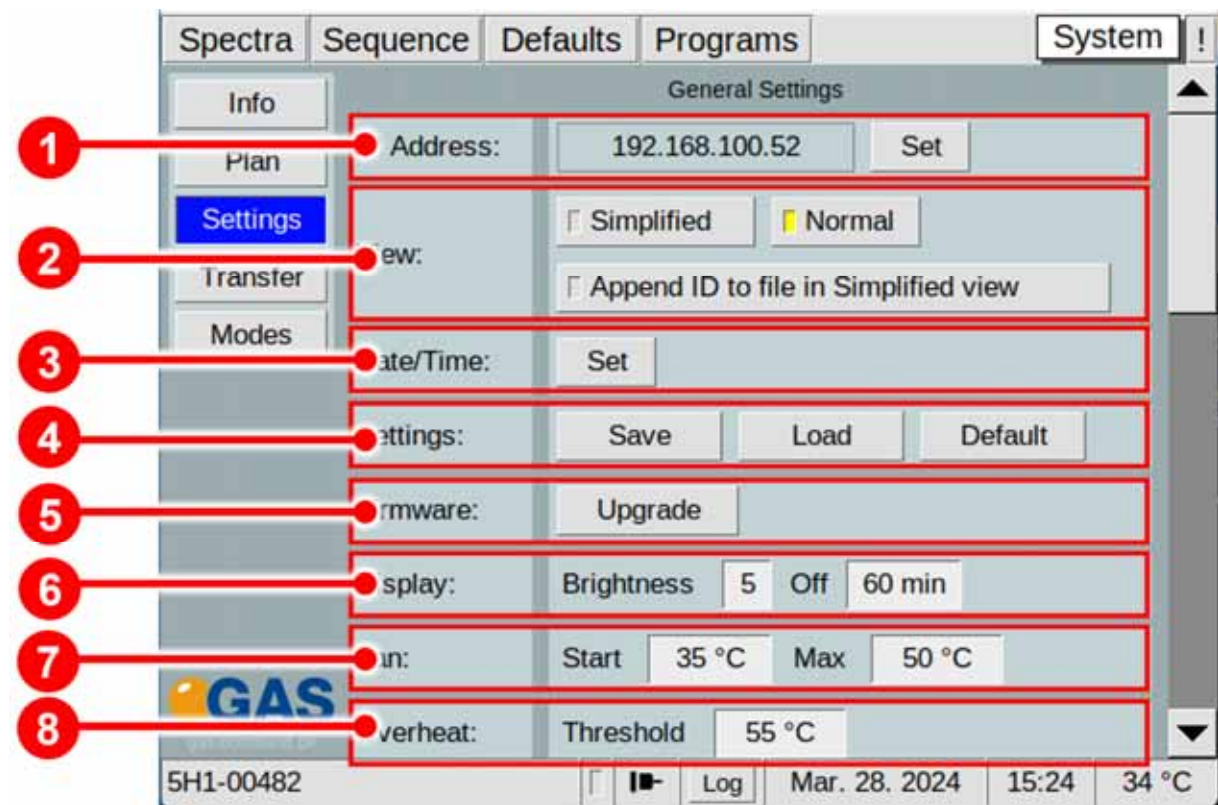 Spectra Sequence Defaults Programs System !
Info
General Settings
1 Address: 192.168.100.52 Set
Plan
Settings
2 ew: Simplified Normal
Transfer
Append ID to file in Simplified view
Modes
3 ate/Time: Set
4 ettings: Save Load Default
5 rmware: Upgrade
6 splay: Brightness 5 Off 60 min
7 an: Start 35 °C Max 50 °C
GAS
8 verheat: Threshold 55 °C
5H1-00482 Log Mar. 28. 2024 15:24 34 °C